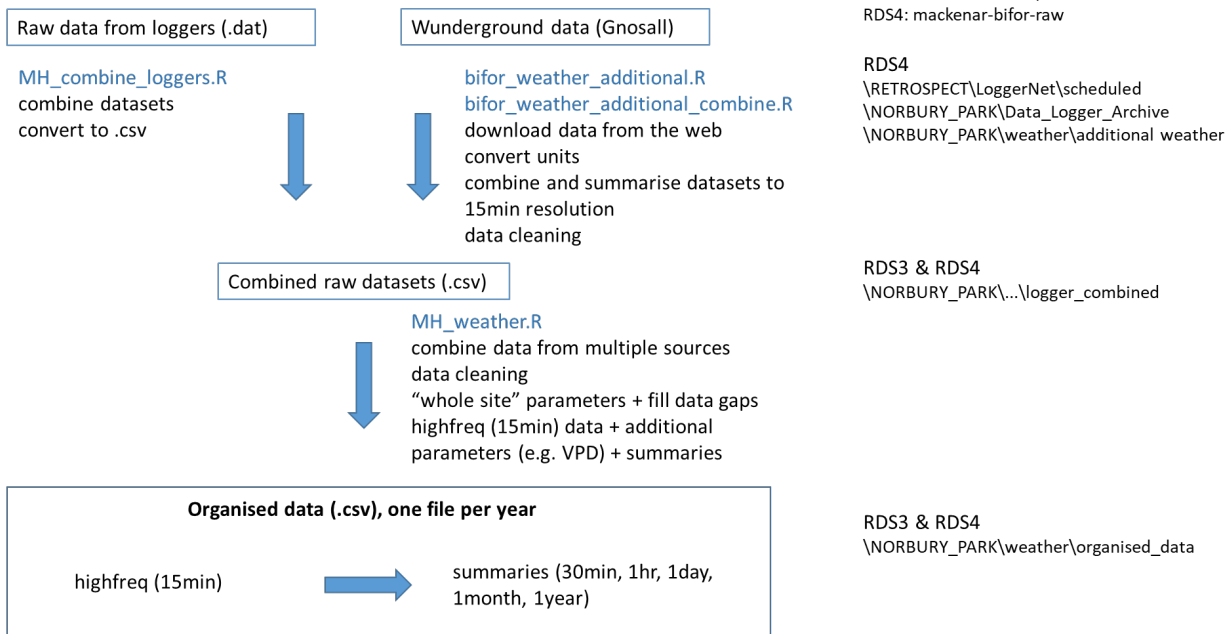 RDS4: mackenar-bifor-raw
Raw data from loggers (.dat)
Wunderground data (Gnosall)
MH_combine_loggers.R
combine datasets
convert to .csv
bifor_weather_additional.R
bifor_weather_additional_combine.R
download data from the web
convert units
combine and summarise datasets to
15min resolution
data cleaning
RDS4
\RETROSPECT\LoggerNet\scheduled
\NORBURY_PARK\Data_Logger_Archive
\NORBURY_PARK\weather\additional weather
Combined raw datasets (.csv)
RDS3 & RDS4
\NORBURY_PARK\...\logger_combined
MH_weather.R
combine data from multiple sources
data cleaning
“whole site” parameters + fill data gaps
highfreq (15min) data + additional
parameters (e.g. VPD) + summaries
Organised data (.csv), one file per year
highfreq (15min)
summaries (30min, 1hr, 1day,
1month, 1year)
RDS3 & RDS4
\NORBURY_PARK\weather\organised_data